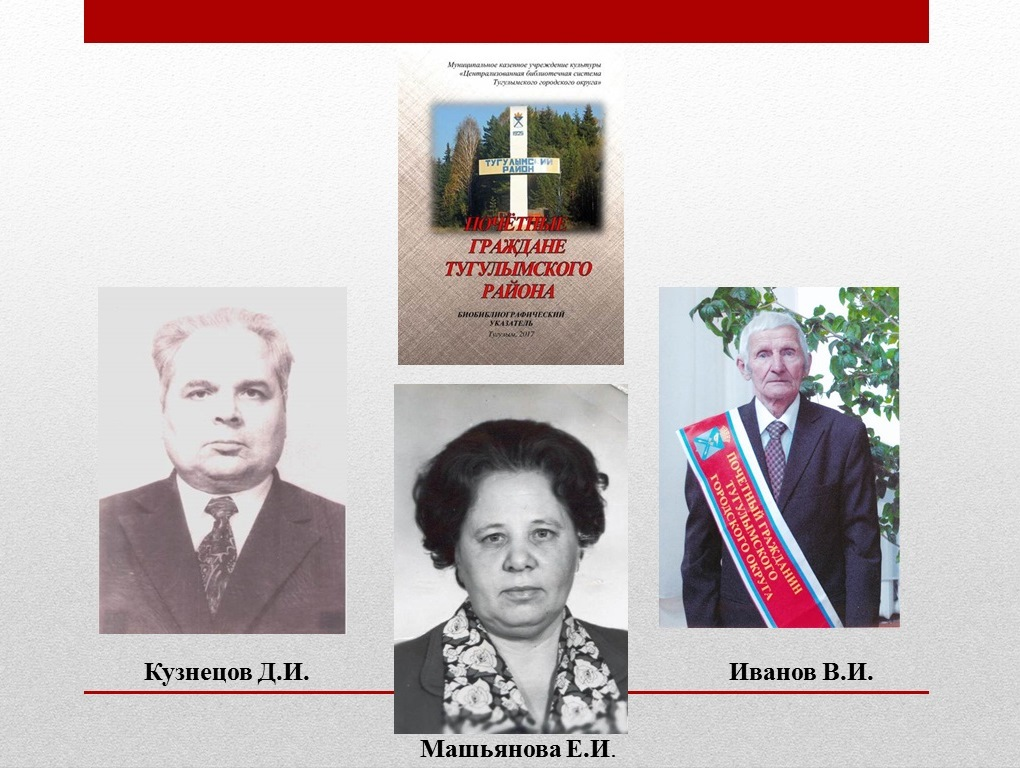 Муниципальное казенное учреждение культуры
«Централизованная библиотечная система
Тугулымского городского округа»
1925
ТУГУЛЫМСКИЙ
РАЙОН
ПОЧЁТНЫЕ
ГРАЖДАНЕ
ТУГУЛЫМСКОГО
РАЙОНА
БИОБИБЛИОГРАФИЧЕСКИЙ
УКАЗАТЕЛЬ
Тугулым, 2017
ПОЧЕТНЫЙ ГРАЖДАНИН
ТУГУЛЫМСКОГО
ГОРОДСКОГО ОКРУГА
Кузнецов Д.И.
Иванов В.И.
Машьянова Е.И.